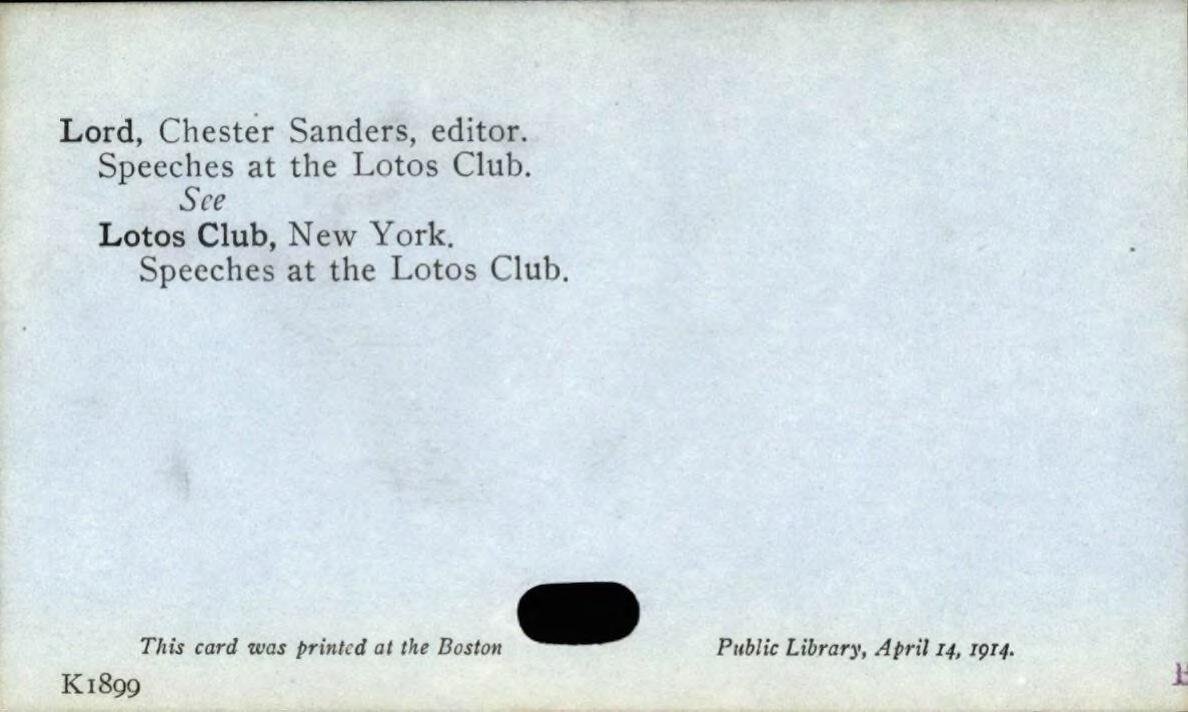 Lord, Chester Sanders, editor.
Speeches at the Lotos Club.
See
Lotos Club, New York.
Speeches at the Lotos Club.
This card was printed at the Boston Public Library, April 14, 1914.
K1899